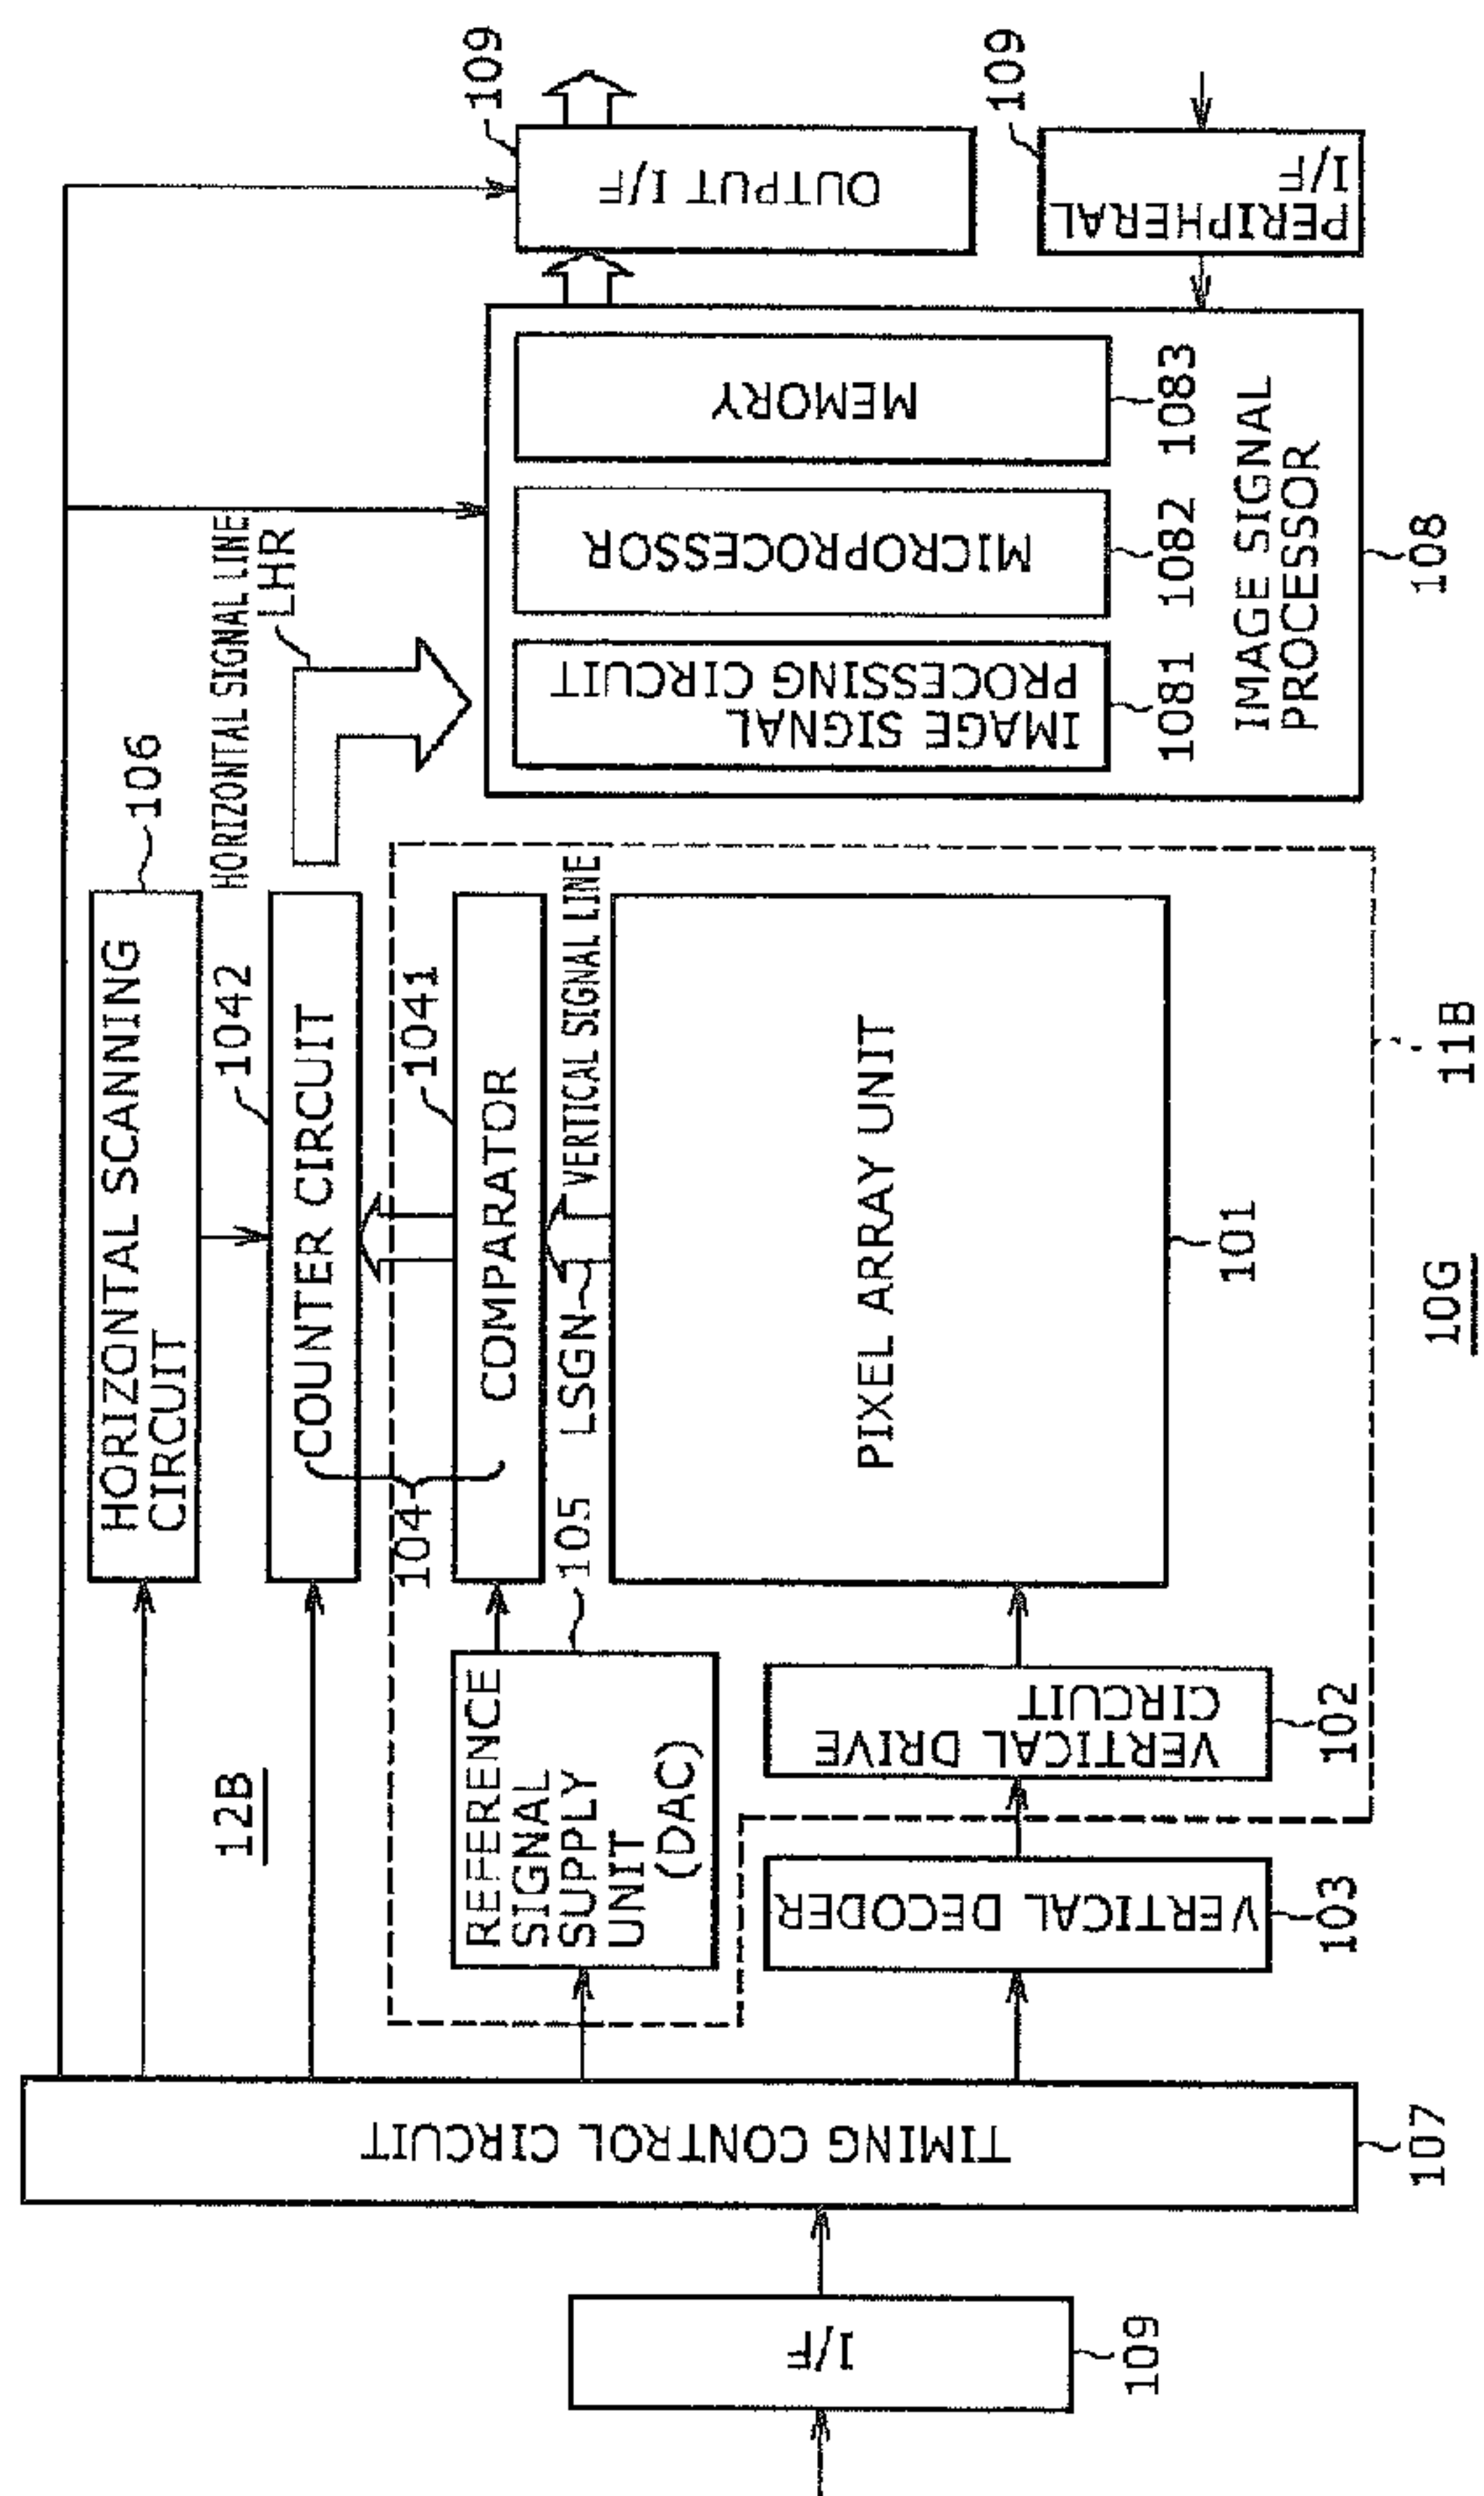 HORIZONTAL SCANNING
CIRCUIT
106
HORIZONTAL SIGNAL LINE
LHR
109
OUTPUT I/F
12B
1042
COUNTER CIRCUIT
104
1041
COMPARATOR
105
LSGN
VERTICAL SIGNAL LINE
REFERENCE
SIGNAL
SUPPLY
UNIT
(DAC)
TIMING CONTROL CIRCUIT
107
I/F
109
VERTICAL DECODER
103
VERTICAL DRIVE
CIRCUIT
102
PIXEL ARRAY UNIT
101
IMAGE SIGNAL
PROCESSING CIRCUIT
1081
MICROPROCESSOR
1082
MEMORY
1083
IMAGE SIGNAL
PROCESSOR
108
109
PERIPHERAL
I/F
11B
10G